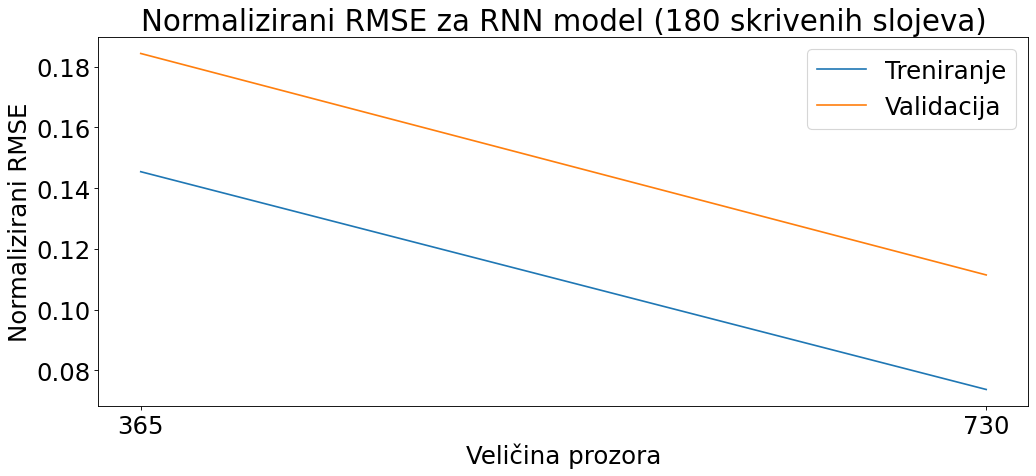 Normalizirani RMSE za RNN model (180 skrivenih slojeva)
Treniranje
Validacija
Normalizirani RMSE
0.18
0.16
0.14
0.12
0.10
0.08
365
730
Veličina prozora